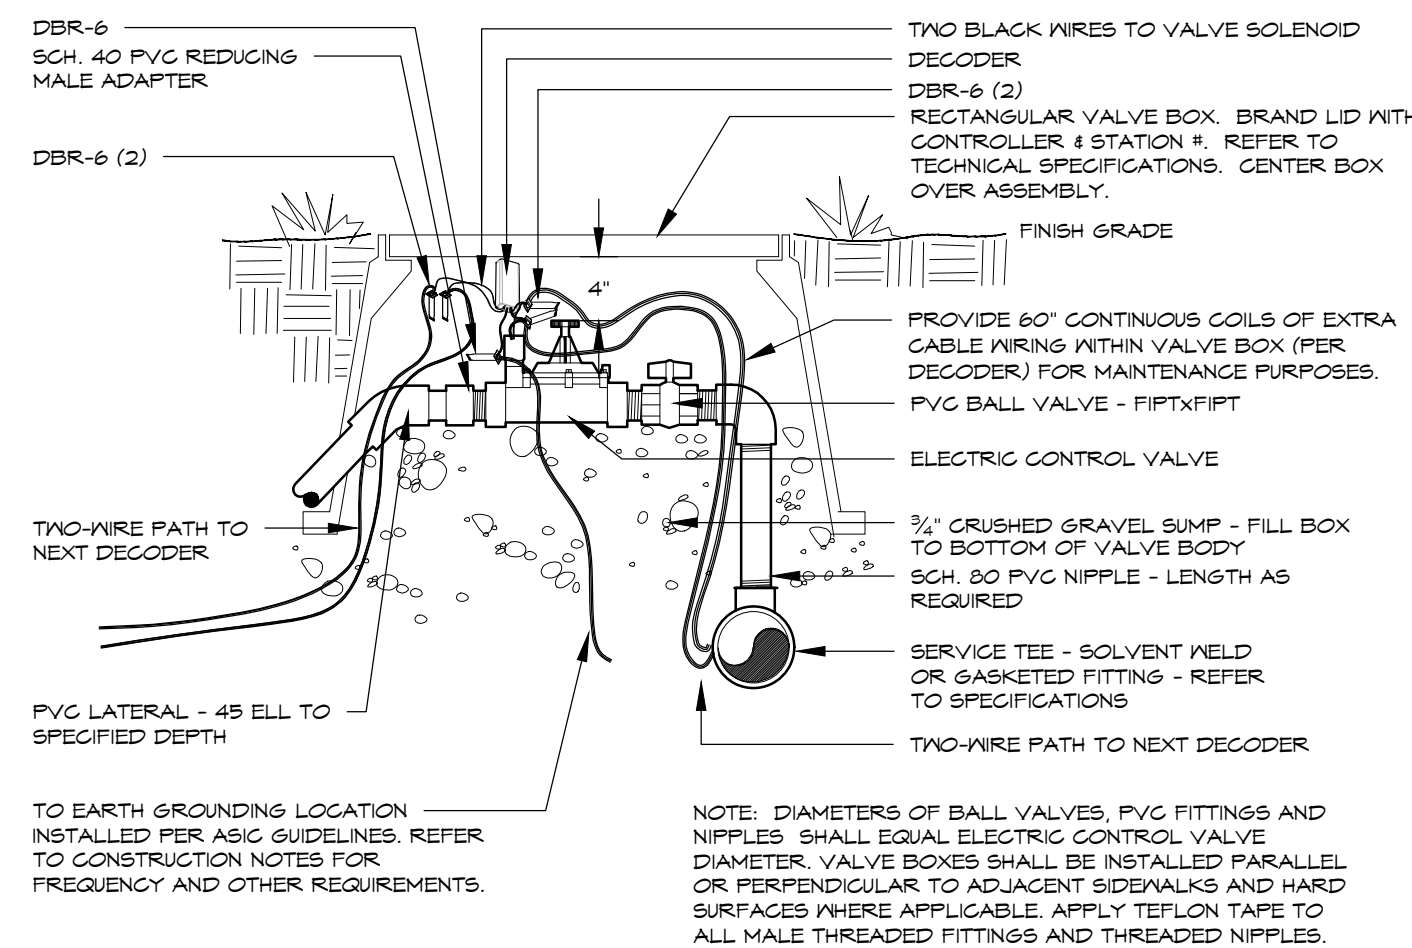 DBR-6
SCH. 40 PVC REDUCING
MALE ADAPTER
DBR-6 (2)
TWO BLACK WIRES TO VALVE SOLENOID
DECODER
DBR-6 (2)
RECTANGULAR VALVE BOX.  BRAND LID WITH
CONTROLLER & STATION #.  REFER TO
TECHNICAL SPECIFICATIONS.  CENTER BOX
OVER ASSEMBLY.
FINISH GRADE
4"
PROVIDE 60" CONTINUOUS COILS OF EXTRA
CABLE WIRING WITHIN VALVE BOX (PER
DECODER) FOR MAINTENANCE PURPOSES.
PVC BALL VALVE - FIPTxFIPT
ELECTRIC CONTROL VALVE
TWO-WIRE PATH TO
NEXT DECODER
3/4" CRUSHED GRAVEL SUMP - FILL BOX
TO BOTTOM OF VALVE BODY
SCH. 80 PVC NIPPLE - LENGTH AS
REQUIRED
SERVICE TEE - SOLVENT WELD
OR GASKETED FITTING - REFER
TO SPECIFICATIONS
PVC LATERAL - 45 ELL TO
SPECIFIED DEPTH
TWO-WIRE PATH TO NEXT DECODER
TO EARTH GROUNDING LOCATION
INSTALLED PER ASIC GUIDELINES. REFER
TO CONSTRUCTION NOTES FOR
FREQUENCY AND OTHER REQUIREMENTS.
NOTE:  DIAMETERS OF BALL VALVES, PVC FITTINGS AND
NIPPLES  SHALL EQUAL ELECTRIC CONTROL VALVE
DIAMETER. VALVE BOXES SHALL BE INSTALLED PARALLEL
OR PERPENDICULAR TO ADJACENT SIDEWALKS AND HARD
SURFACES WHERE APPLICABLE. APPLY TEFLON TAPE TO
ALL MALE THREADED FITTINGS AND THREADED NIPPLES.